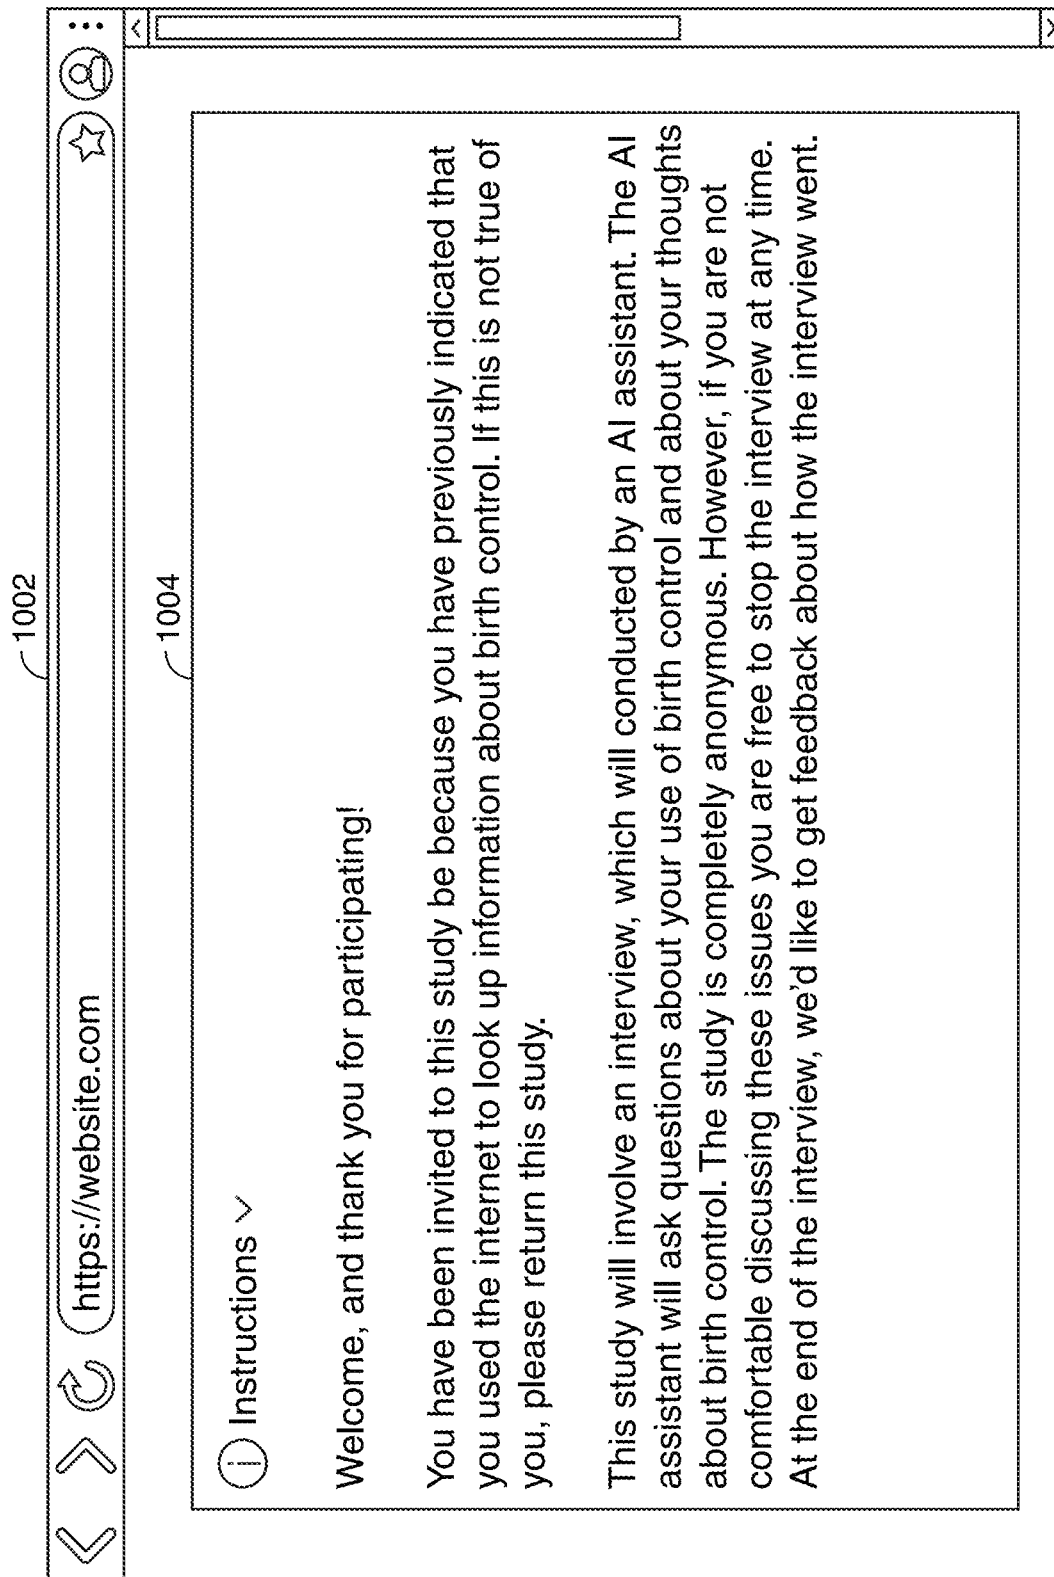 1002
https://website.com
1004
Instructions
Welcome, and thank you for participating!
You have been invited to this study be because you have previously indicated that
you used the internet to look up information about birth control. If this is not true of
you, please return this study.
This study will involve an interview, which will conducted by an AI assistant. The AI
assistant will ask questions about your use of birth control and about your thoughts
about birth control. The study is completely anonymous. However, if you are not
comfortable discussing these issues you are free to stop the interview at any time.
At the end of the interview, we'd like to get feedback about how the interview went.